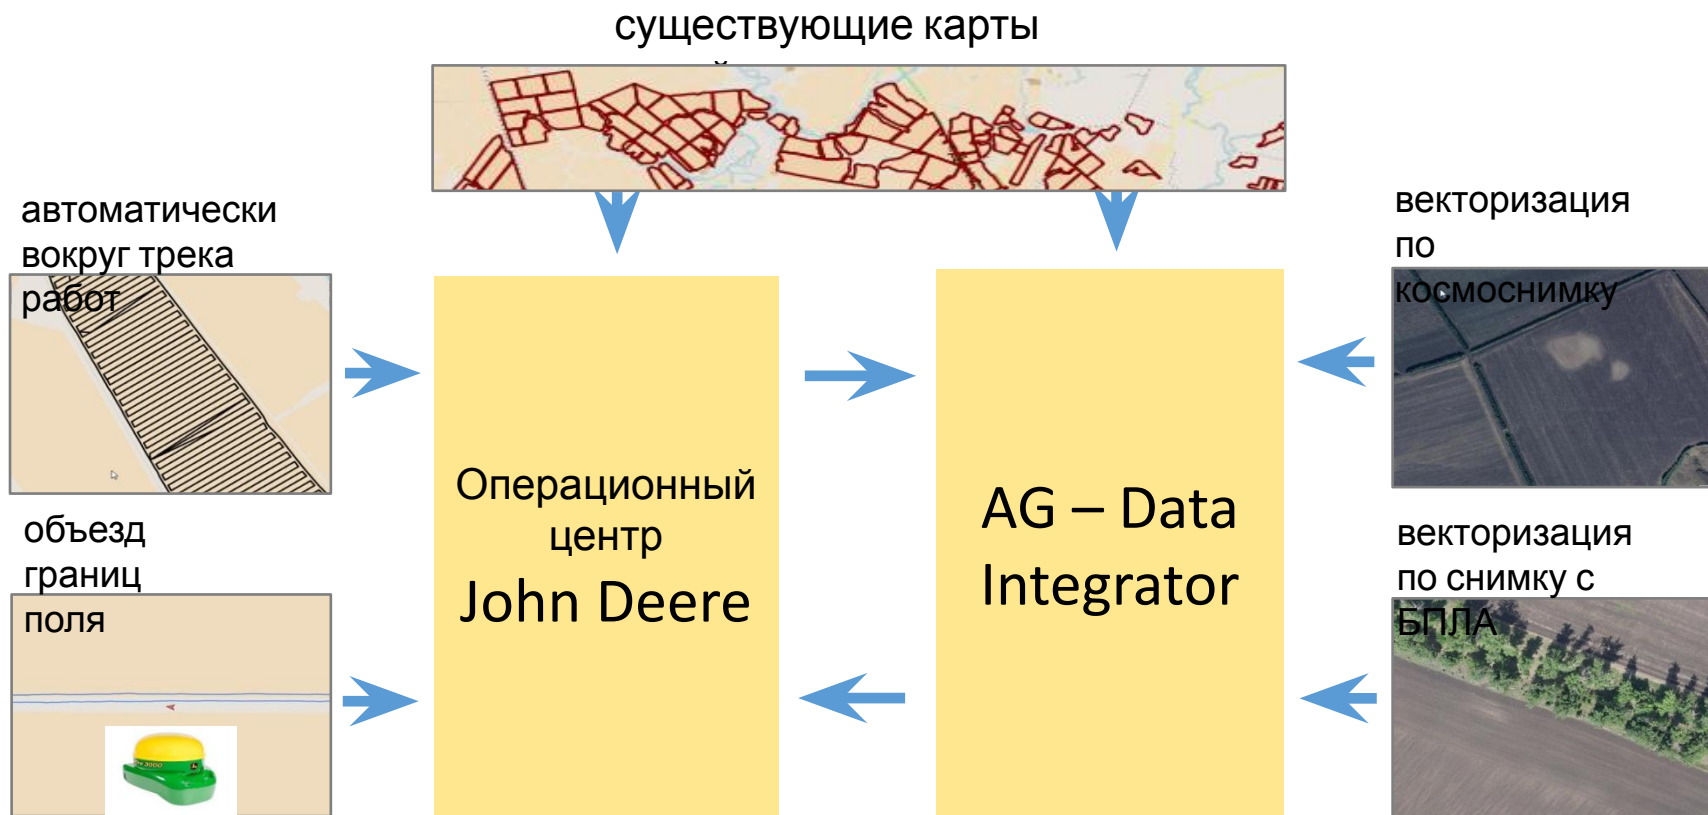 существующие карты
автоматически
вокруг трека
работ
объезд
границ
поля
Операционный
центр
John Deere
AG – Data
Integrator
векторизация
по
космоснимку
векторизация
по снимку с
БПЛА